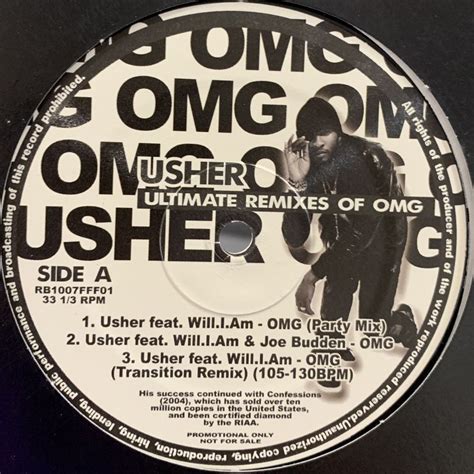 G OMG
G OMG OMG
OMG OMG
USHER
ULTIMATE REMIXES OF OMG
USHER OMG
SIDE A
RB1007FFF01
33 1/3 RPM
1. Usher feat. Will.I.Am - OMG (Party Mix)
2. Usher feat. Will.I.Am & Joe Budden - OMG
3. Usher feat. Will.I.Am - OMG
(Transition Remix) (105-130BPM)
His success continued with Confessions
(2004), which has sold over ten
million copies in the United States,
and been certified diamond
by the RIAA.
PROMOTIONAL ONLY
NOT FOR SALE
All rights of the producer and of the work reproduced reserved.Unauthorized copying, reproduction, hiring, lending, public performance and broadcasting of this record prohibited.